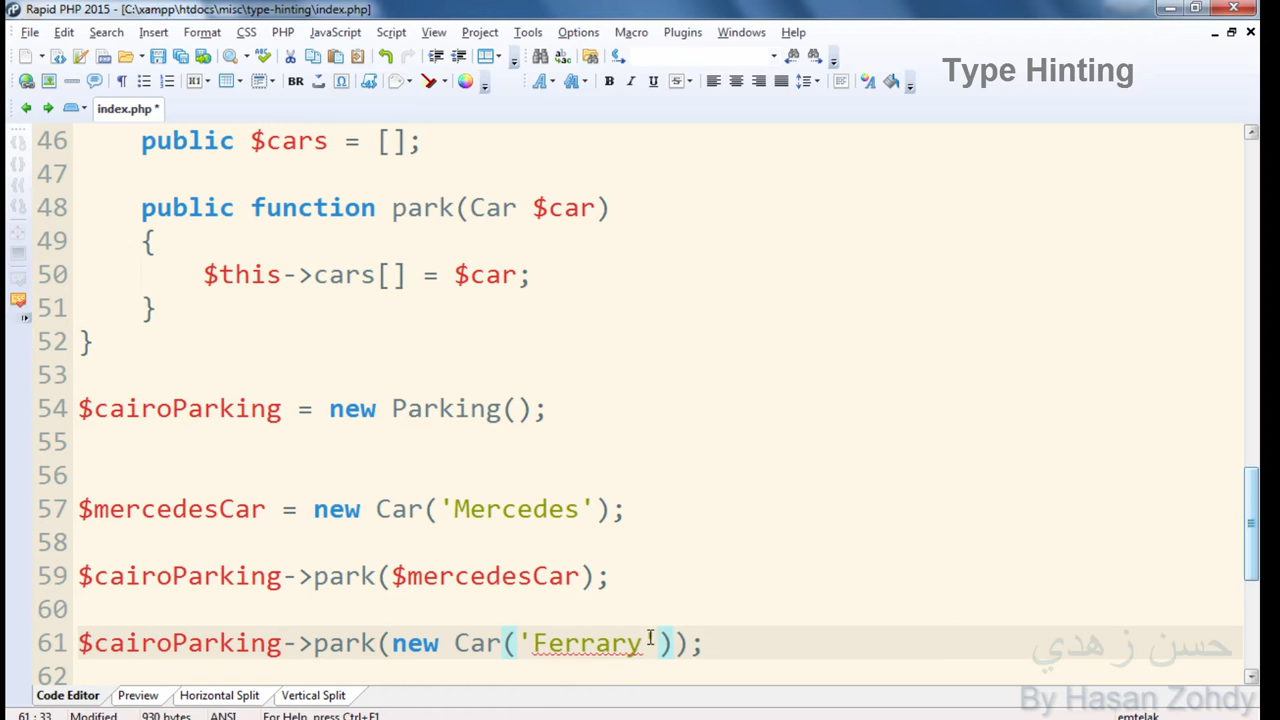 Rapid PHP 2015 - [C:\xampp\htdocs\misc\type-hinting\index.php]
File Edit Search Insert Format CSS PHP JavaScript Script View Project Tools Options Macro Plugins Windows Help
Type Hinting
index.php *
46 public $cars = [];
47
48 public function park(Car $car)
49 {
50 $this->cars[] = $car;
51 }
52 }
53
54 $cairoParking = new Parking();
55
56
57 $mercedesCar = new Car('Mercedes');
58
59 $cairoParking->park($mercedesCar);
60
61 $cairoParking->park(new Car('Ferrary'));
62
حسن زهدي
Code Editor Preview Horizontal Split Vertical Split
By Hasan Zohdy
61 : 33 Modified 930 bytes ANSI For Help, press Ctrl+F1 emtelak